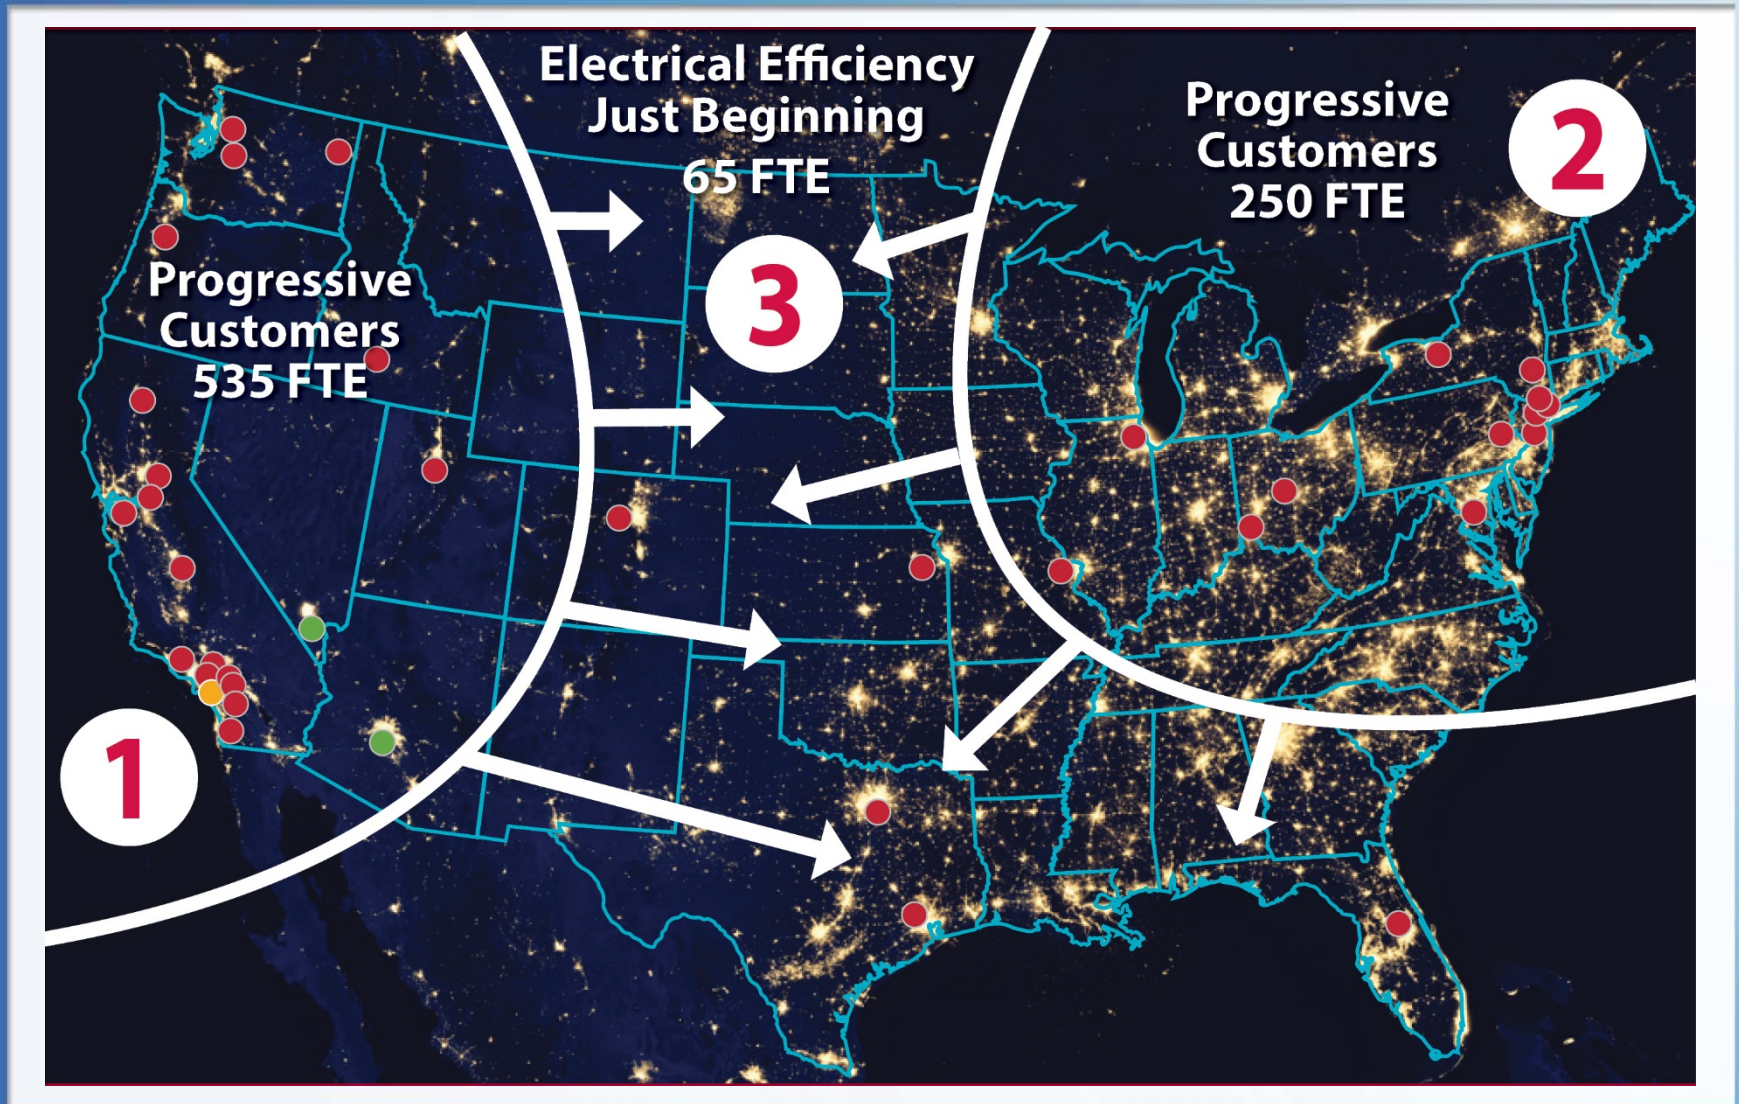 Electrical Efficiency
Just Beginning
65 FTE
3
Progressive
Customers
250 FTE
2
Progressive
Customers
535 FTE
1